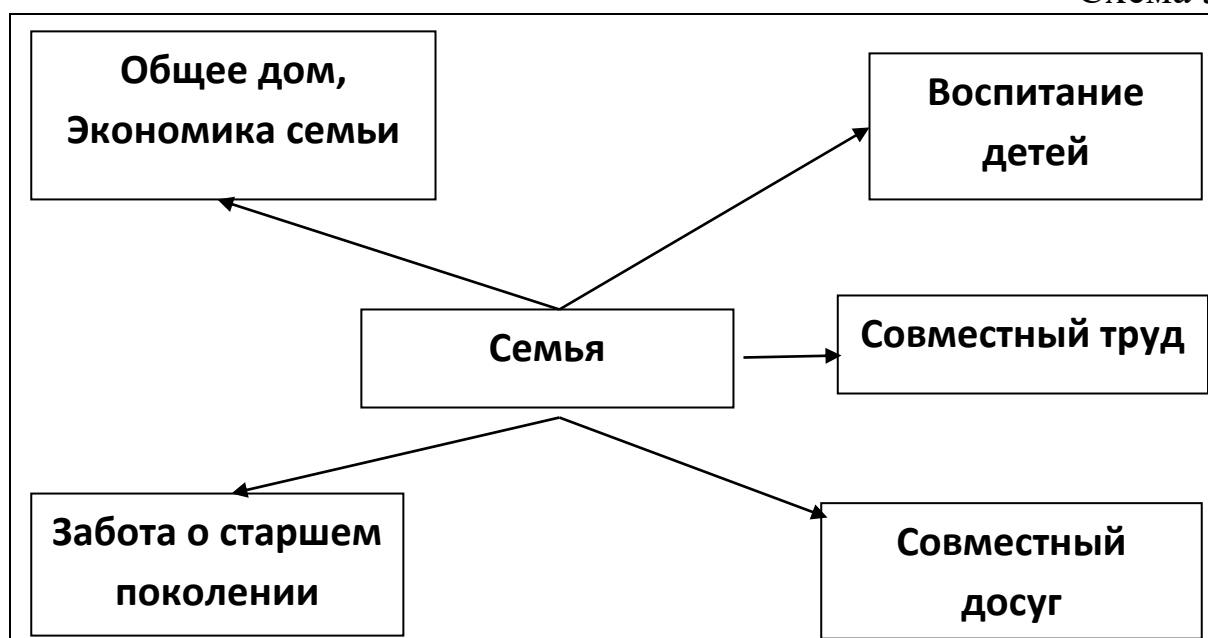 Общее дом,
Экономика семьи
Воспитание
детей
Семья
Совместный труд
Забота о старшем
поколении
Совместный
досуг